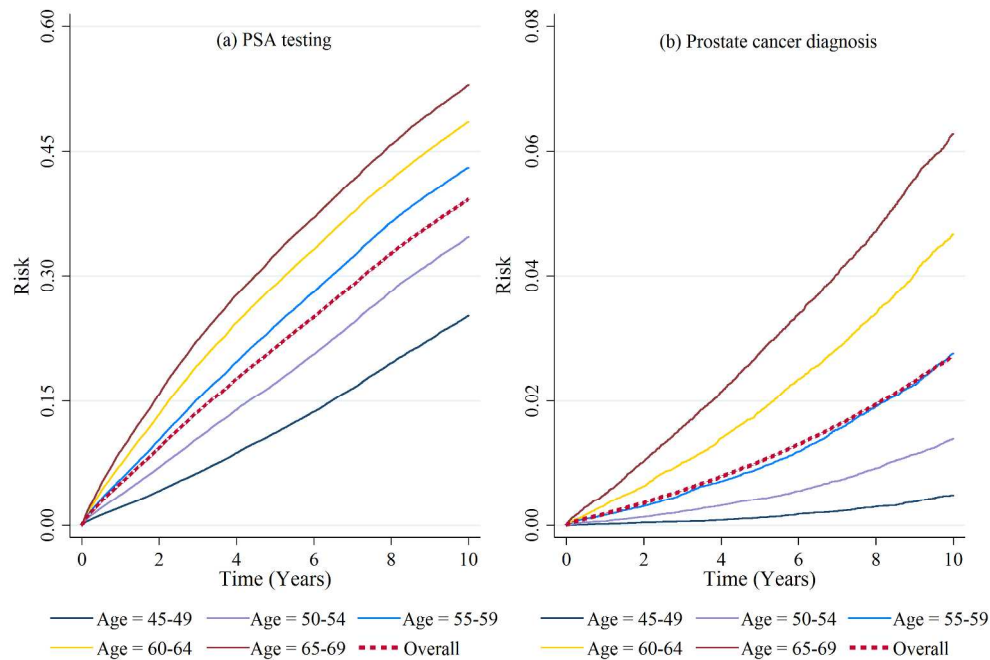 (a) PSA testing
0.60
0.45
0.30
0.15
0.00
Risk
0 2 4 6 8 10
Time (Years)
Age = 45-49 Age = 50-54 Age = 55-59
Age = 60-64 Age = 65-69 Overall
(b) Prostate cancer diagnosis
0.08
0.06
0.04
0.02
0.00
Risk
0 2 4 6 8 10
Time (Years)
Age = 45-49 Age = 50-54 Age = 55-59
Age = 60-64 Age = 65-69 Overall